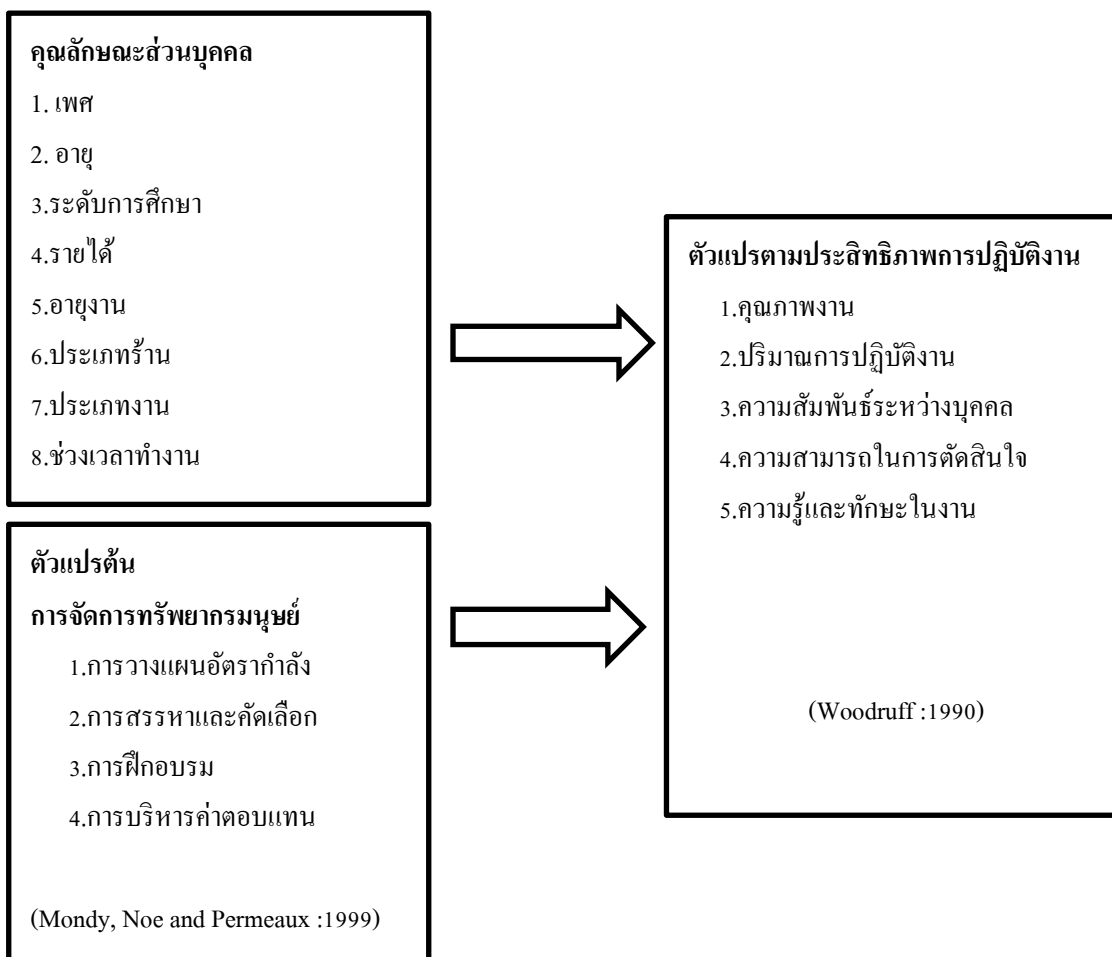 คุณลักษณะส่วนบุคคล
1. เพศ
2. อายุ
3.ระดับการศึกษา
4.รายได้
5.อายุงาน
6.ประเภทร้าน
7.ประเภทงาน
8.ช่วงเวลาทำงาน
ตัวแปรต้น
การจัดการทรัพยากรมนุษย์
1.การวางแผนอัตรากำลัง
2.การสรรหาและคัดเลือก
3.การฝึกอบรม
4.การบริหารค่าตอบแทน
(Mondy, Noe and Permeaux :1999)
ตัวแปรตามประสิทธิภาพการปฏิบัติงาน
1.คุณภาพงาน
2.ปริมาณการปฏิบัติงาน
3.ความสัมพันธ์ระหว่างบุคคล
4.ความสามารถในการตัดสินใจ
5.ความรู้และทักษะในงาน
(Woodruff :1990)